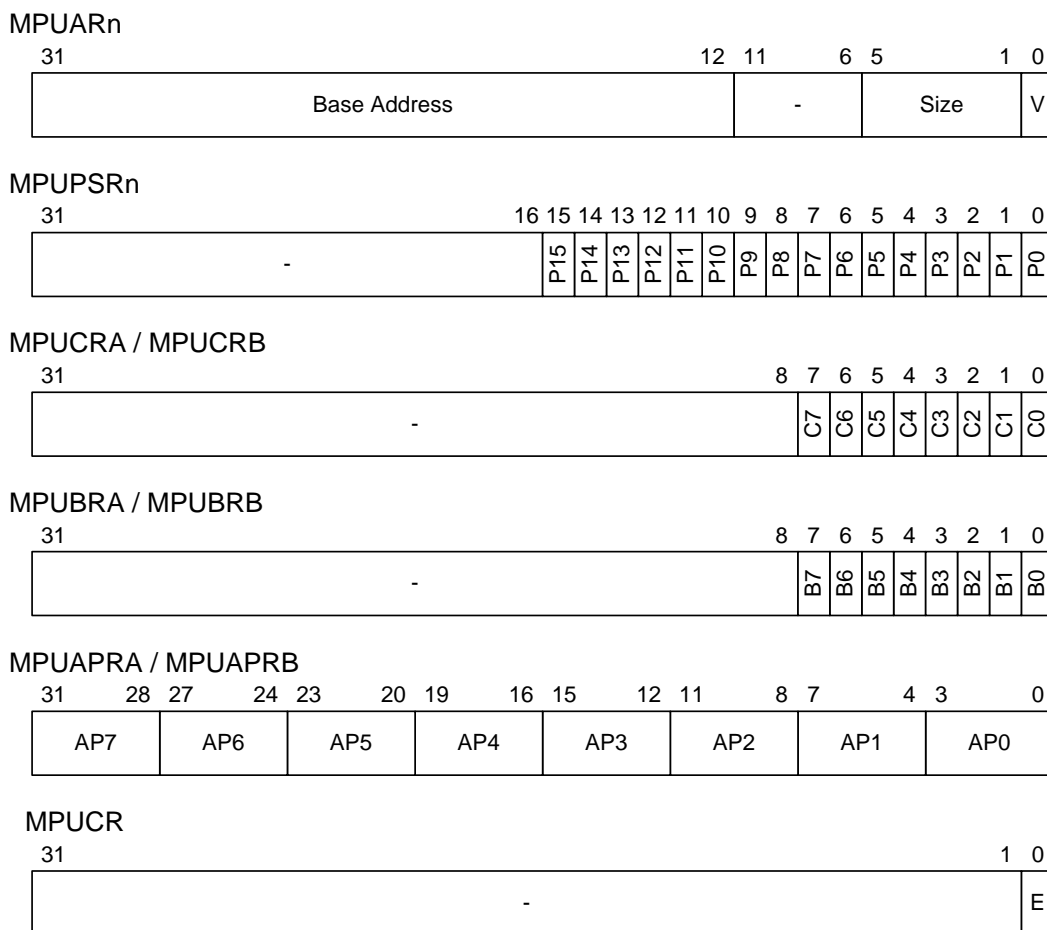 MPUARn
31 12 11 6 5 1 0
Base Address - Size V
MPUPSRn
31 16 15 14 13 12 11 10 9 8 7 6 5 4 3 2 1 0
- P15 P14 P13 P12 P11 P10 P9 P8 P7 P6 P5 P4 P3 P2 P1 P0
MPUCRA / MPUCRB
31 8 7 6 5 4 3 2 1 0
- C7 C6 C5 C4 C3 C2 C1 C0
MPUBRA / MPUBRB
31 8 7 6 5 4 3 2 1 0
- B7 B6 B5 B4 B3 B2 B1 B0
MPUAPRA / MPUAPRB
31 28 27 24 23 20 19 16 15 12 11 8 7 4 3 0
AP7 AP6 AP5 AP4 AP3 AP2 AP1 AP0
MPUCR
31 1 0
- E